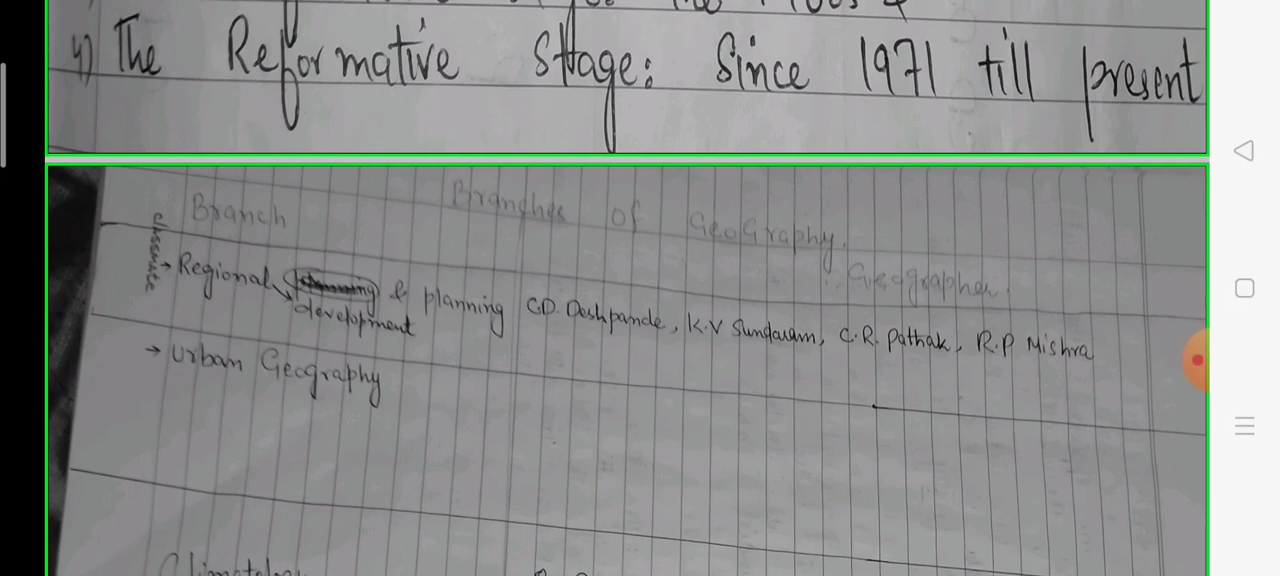 4) The Reformative Stage: Since 1971 till present
Branches of Geography.
Branch
Geographer.
→ Regional development & planning C.D. Deshpande, K.V Sundaram, C.R. Pathak, R.P Mishra
→ Urban Geography
Climatology